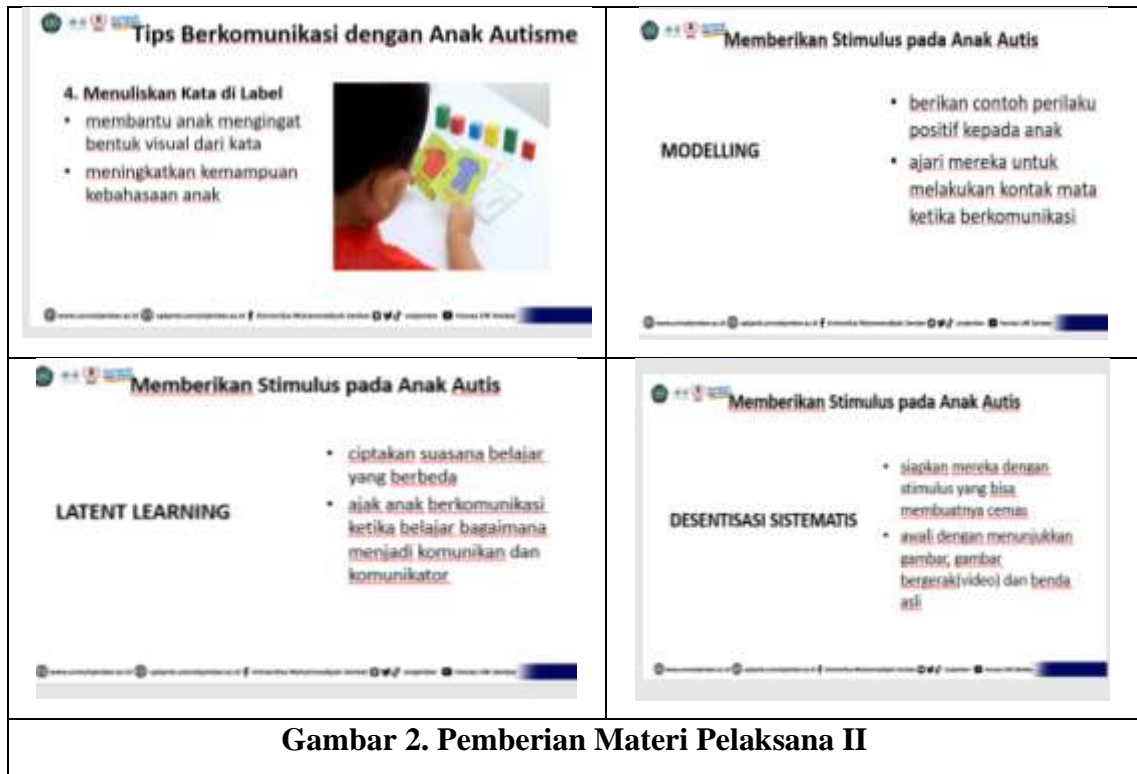 Tips Berkomunikasi dengan Anak Autisme
4. Menuliskan Kata di Label
• membantu anak mengingat
bentuk visual dari kata
• meningkatkan kemampuan
kebahasaan anak
Memberikan Stimulus pada Anak Autis
MODELLING
• berikan contoh perilaku
positif kepada anak
• ajari mereka untuk
melakukan kontak mata
ketika berkomunikasi
Memberikan Stimulus pada Anak Autis
LATENT LEARNING
• ciptakan suasana belajar
yang berbeda
• ajak anak berkomunikasi
ketika belajar bagaimana
menjadi komunikan dan
komunikator
Memberikan Stimulus pada Anak Autis
DESENTISASI SISTEMATIS
• siapkan mereka dengan
stimulus yang bisa
membuatnya cemas
• awali dengan menunjukkan
gambar, gambar
bergerak(video) dan benda
asli
Gambar 2. Pemberian Materi Pelaksana II